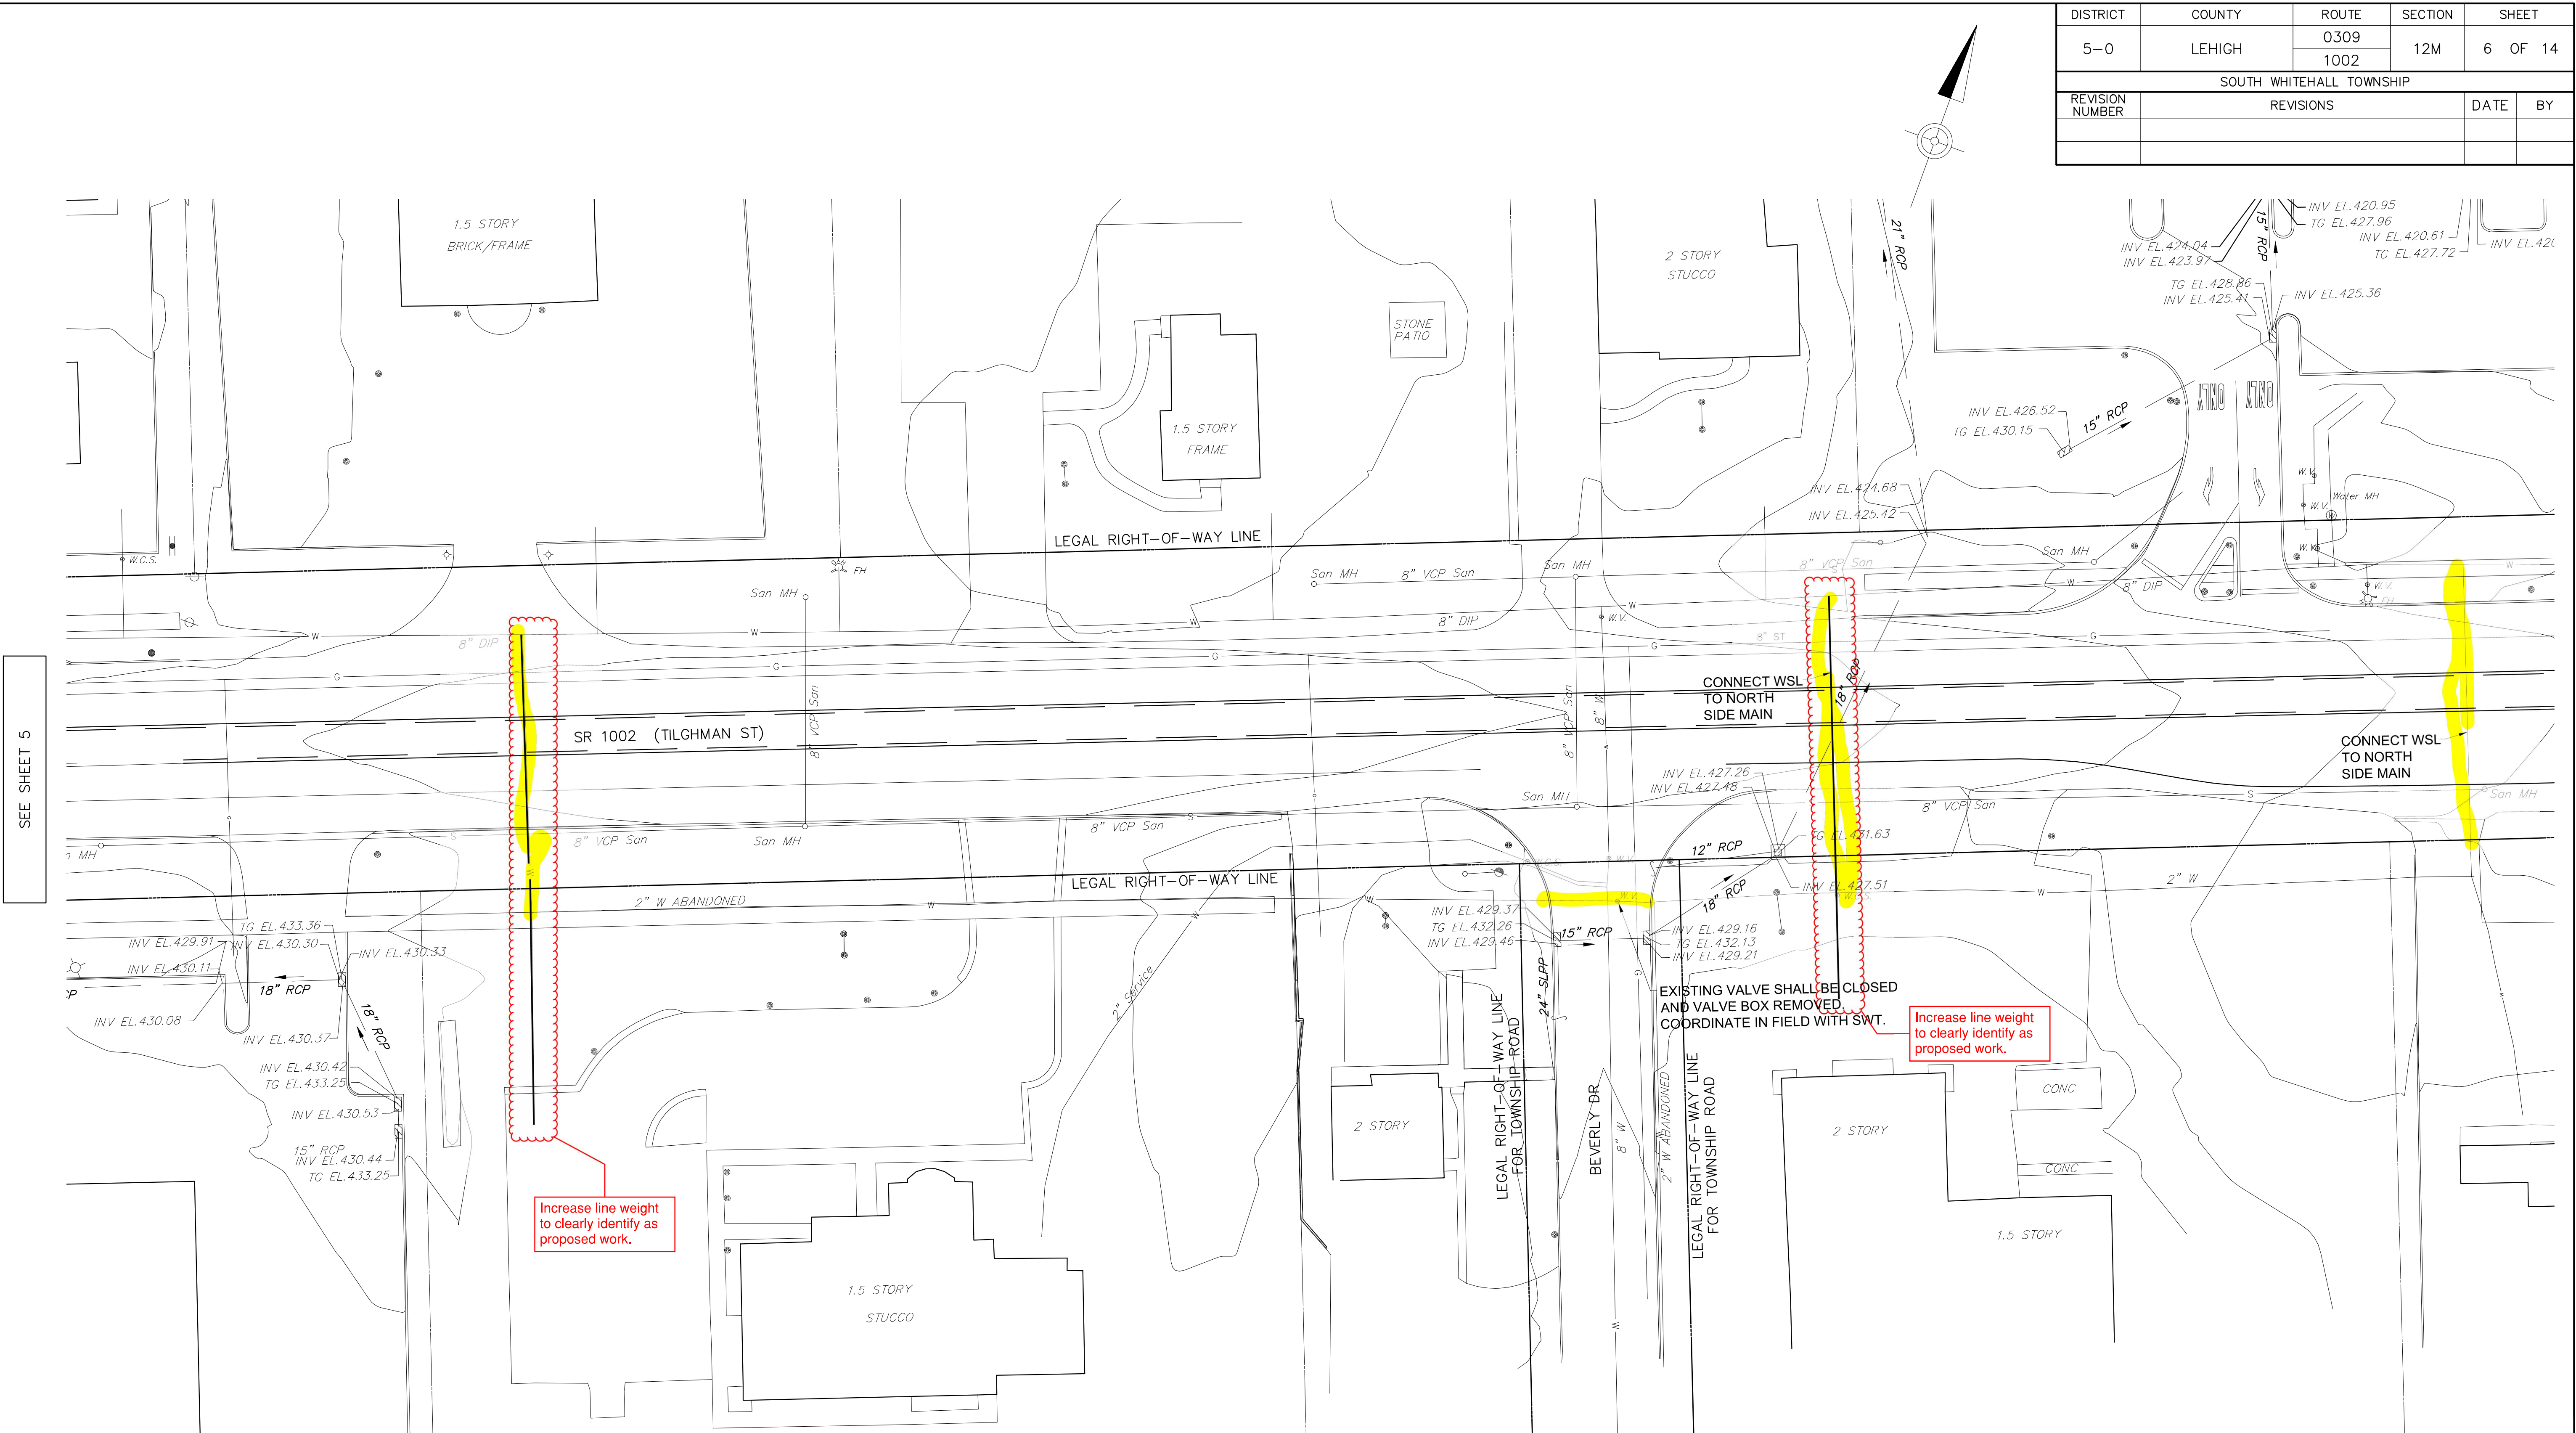 DISTRICT COUNTY ROUTE SECTION SHEET
5-0 LEHIGH 0309 12M 6 OF 14
1002
SOUTH WHITEHALL TOWNSHIP
REVISION NUMBER REVISIONS DATE BY
1.5 STORY
BRICK/FRAME
2 STORY
STUCCO
STONE
PATIO
1.5 STORY
FRAME
21" RCP
15" RCP
INV EL.420.95
TG EL.427.96
INV EL.424.04
INV EL.423.97
INV EL.420.61
TG EL.427.72
TG EL.428.86
INV EL.425.41
INV EL.425.36
ONLY ONLY
INV EL.426.52
TG EL.430.15
15" RCP
INV EL.424.68
INV EL.425.42
W.V.
W.V.
Water MH
W
W.V.
W.V.
FH
W.C.S.
FH
LEGAL RIGHT-OF-WAY LINE
San MH
San MH
8" VCP San
San MH
8" VCP San
S
San MH
W
8" DIP
W
8" DIP
W
W
W
8" DIP
W
W.V.
G
G
G
G
8" ST
G
SEE SHEET 5
SR 1002 (TILGHMAN ST)
8" VCP San
8" VCP San
8" W
CONNECT WSL
TO NORTH
SIDE MAIN
18" RCP
CONNECT WSL
TO NORTH
SIDE MAIN
INV EL.427.26
INV EL.427.48
San MH
San MH
S
8" VCP San
S
8" VCP San
San MH
8" VCP San
S
n MH
TG EL.431.63
12" RCP
INV EL.427.51
W.C.S.
W.V.
LEGAL RIGHT-OF-WAY LINE
W
2" W ABANDONED
W
W
W.V.
W
2" W
18" RCP
TG EL.433.36
INV EL.429.91
INV EL.430.30
INV EL.430.33
INV EL.430.11
18" RCP
CP
INV EL.430.08
INV EL.430.37
18" RCP
INV EL.430.42
TG EL.433.25
INV EL.430.53
15" RCP
INV EL.430.44
TG EL.433.25
2" Service
W
INV EL.429.37
TG EL.432.26
INV EL.429.46
15" RCP
INV EL.429.16
TG EL.432.13
INV EL.429.21
24" SLPP
G
EXISTING VALVE SHALL BE CLOSED
AND VALVE BOX REMOVED.
COORDINATE IN FIELD WITH SWT.
Increase line weight
to clearly identify as
proposed work.
LEGAL RIGHT-OF-WAY LINE
FOR TOWNSHIP ROAD
BEVERLY DR
8" W
2" W ABANDONED
W
LEGAL RIGHT-OF-WAY LINE
FOR TOWNSHIP ROAD
2 STORY
2 STORY
CONC
CONC
1.5 STORY
Increase line weight
to clearly identify as
proposed work.
1.5 STORY
STUCCO
W